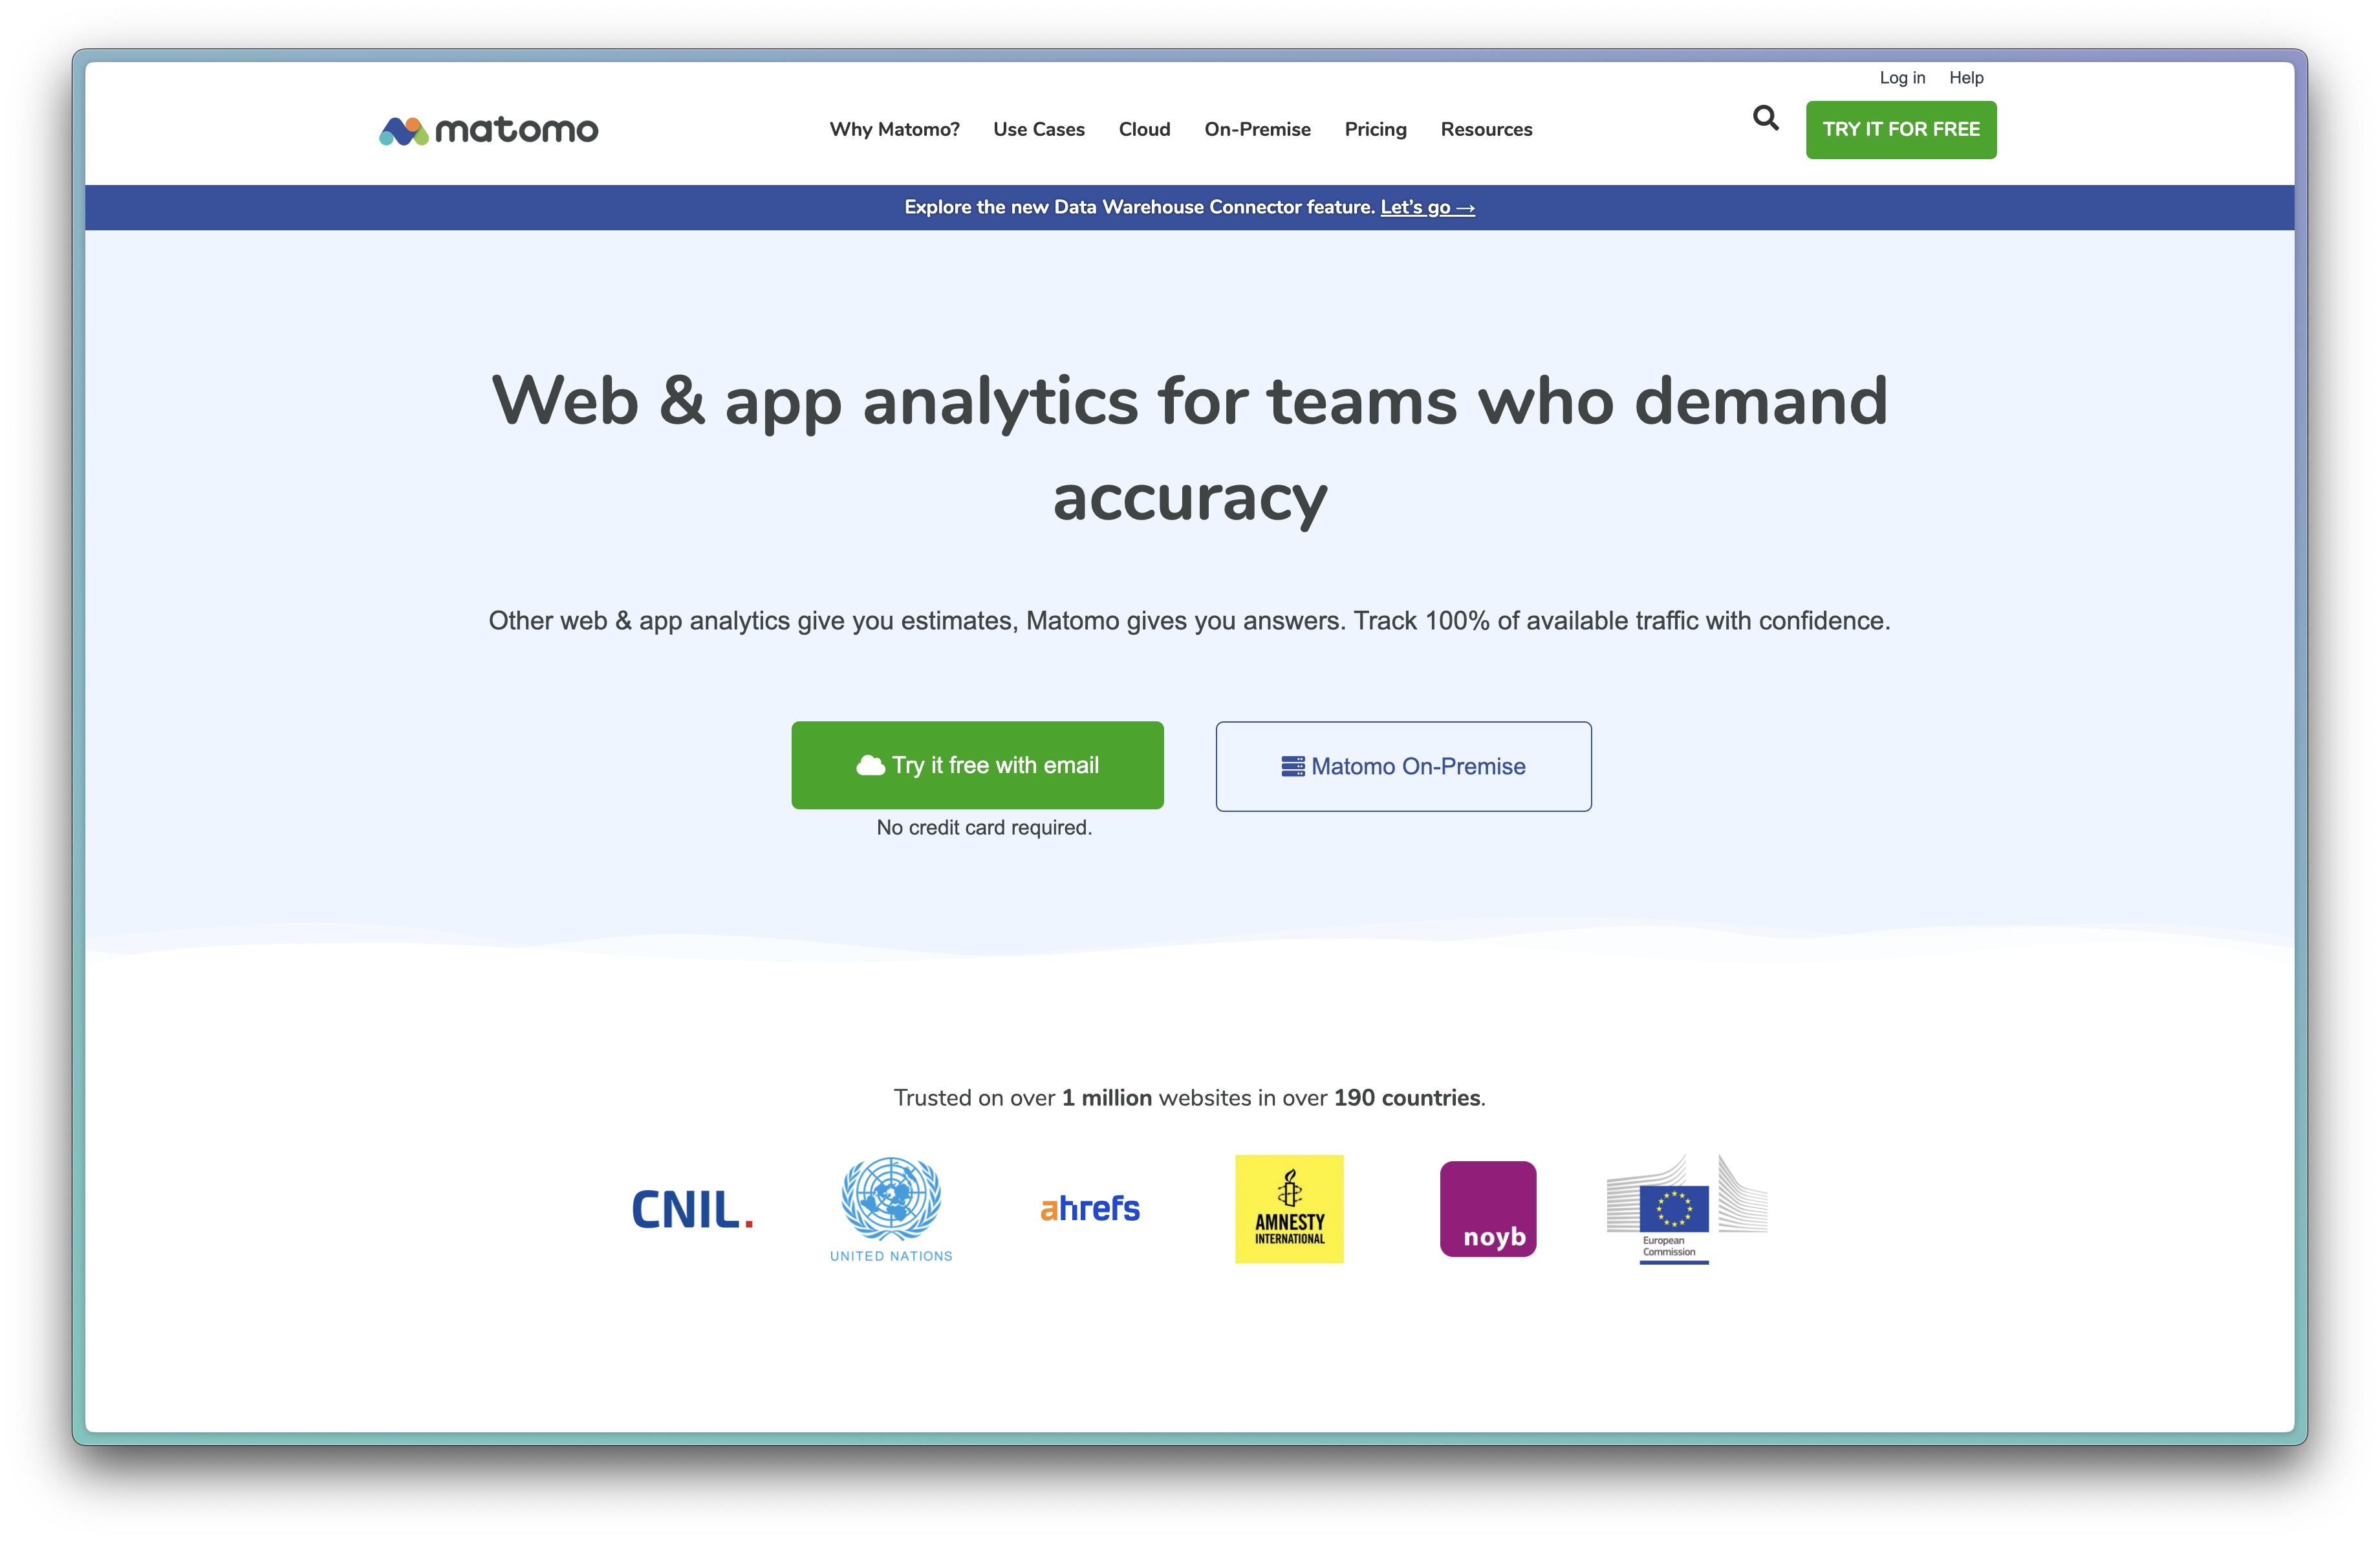 Log in Help
matomo
Why Matomo? Use Cases Cloud On-Premise Pricing Resources
TRY IT FOR FREE
Explore the new Data Warehouse Connector feature. Let's go →
Web & app analytics for teams who demand
accuracy
Other web & app analytics give you estimates, Matomo gives you answers. Track 100% of available traffic with confidence.
Try it free with email
Matomo On-Premise
No credit card required.
Trusted on over 1 million websites in over 190 countries.
CNIL.
UNITED NATIONS
ahrefs
AMNESTY
INTERNATIONAL
noyb
European
Commission